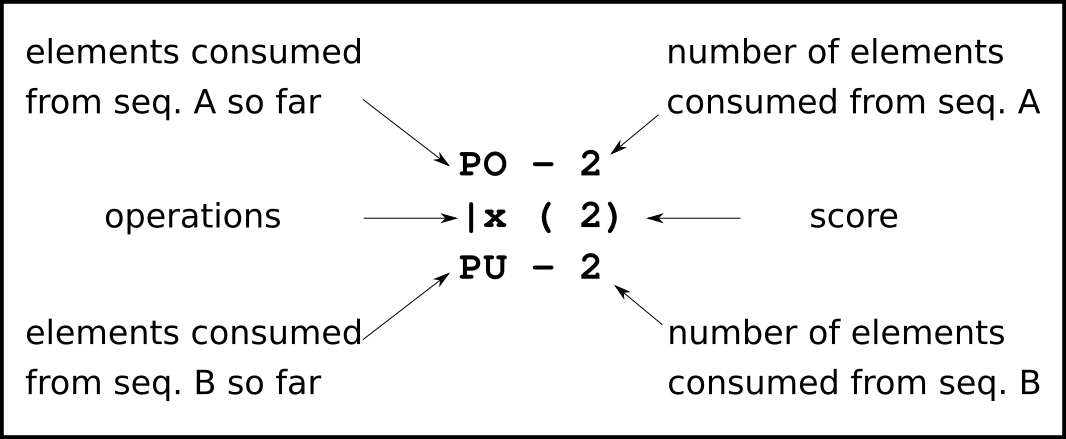 elements consumed
from seq. A so far
number of elements
consumed from seq. A
PO - 2
operations
|x ( 2)
score
PU - 2
elements consumed
from seq. B so far
number of elements
consumed from seq. B